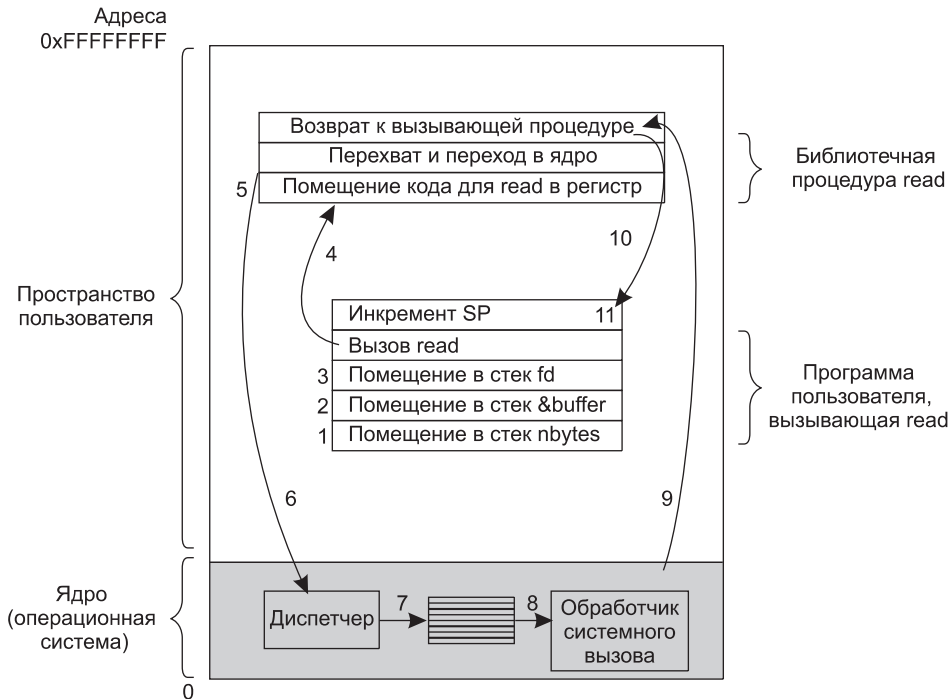 Адреса
0xFFFFFFFF
Возврат к вызывающей процедуре
Перехват и переход в ядро
5 Помещение кода для read в регистр
Библиотечная
процедура read
4
10
Пространство
пользователя
Инкремент SP 11
Вызов read
3 Помещение в стек fd
2 Помещение в стек &buffer
1 Помещение в стек nbytes
Программа
пользователя,
вызывающая read
6
9
Ядро
(операционная
система)
Диспетчер
7
8
Обработчик
системного
вызова
0